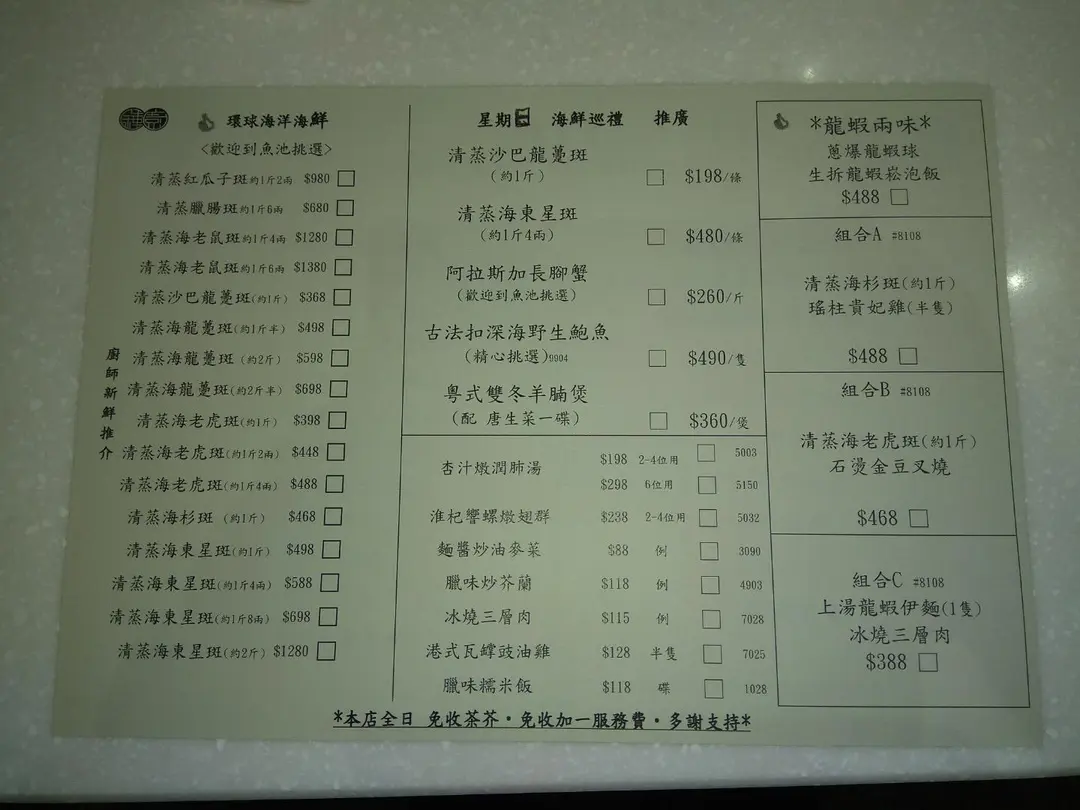 環球海洋海鮮
<歡迎到魚池挑選>
清蒸紅瓜子斑約1斤2兩 $980
清蒸臘腸斑約1斤6兩 $680
清蒸海老鼠斑約1斤4兩 $1280
清蒸海老鼠斑約1斤6兩 $1380
清蒸沙巴龍躉斑(約1斤) $368
清蒸海龍躉斑(約1斤半) $498
清蒸海龍躉斑(約2斤) $598
清蒸海龍躉斑(約2斤半) $698
清蒸海老虎斑(約1斤) $398
清蒸海老虎斑(約1斤2兩) $448
清蒸海老虎斑(約1斤4兩) $488
清蒸海杉斑(約1斤) $468
清蒸海東星斑(約1斤) $498
清蒸海東星斑(約1斤4兩) $588
清蒸海東星斑(約1斤8兩) $698
清蒸海東星斑(約2斤) $1280
廚師新鮮推介
星期日 海鮮巡禮 推廣
清蒸沙巴龍躉斑
(約1斤) $198/條
清蒸海東星斑
(約1斤4兩) $480/條
阿拉斯加長腳蟹
(歡迎到魚池挑選) $260/斤
古法扣深海野生鮑魚
(精心挑選)9904 $490/隻
粵式雙冬羊腩煲
(配 唐生菜一碟) $360/煲
杏汁燉潤肺湯 $198 2-4位用 5003
$298 6位用 5150
淮杞響螺燉翅群 $238 2-4位用 5032
麵醬炒油麥菜 $88 例 3090
臘味炒芥蘭 $118 例 4903
冰燒三層肉 $115 例 7028
港式瓦罉豉油雞 $128 半隻 7025
臘味糯米飯 $118 碟 1028
*龍蝦兩味*
蔥爆龍蝦球
生拆龍蝦崧泡飯
$488
組合A #8108
清蒸海杉斑(約1斤)
瑤柱貴妃雞(半隻)
$488
組合B #8108
清蒸海老虎斑(約1斤)
石燙金豆叉燒
$468
組合C #8108
上湯龍蝦伊麵(1隻)
冰燒三層肉
$388
*本店全日 免收茶芥·免收加一服務費·多謝支持*